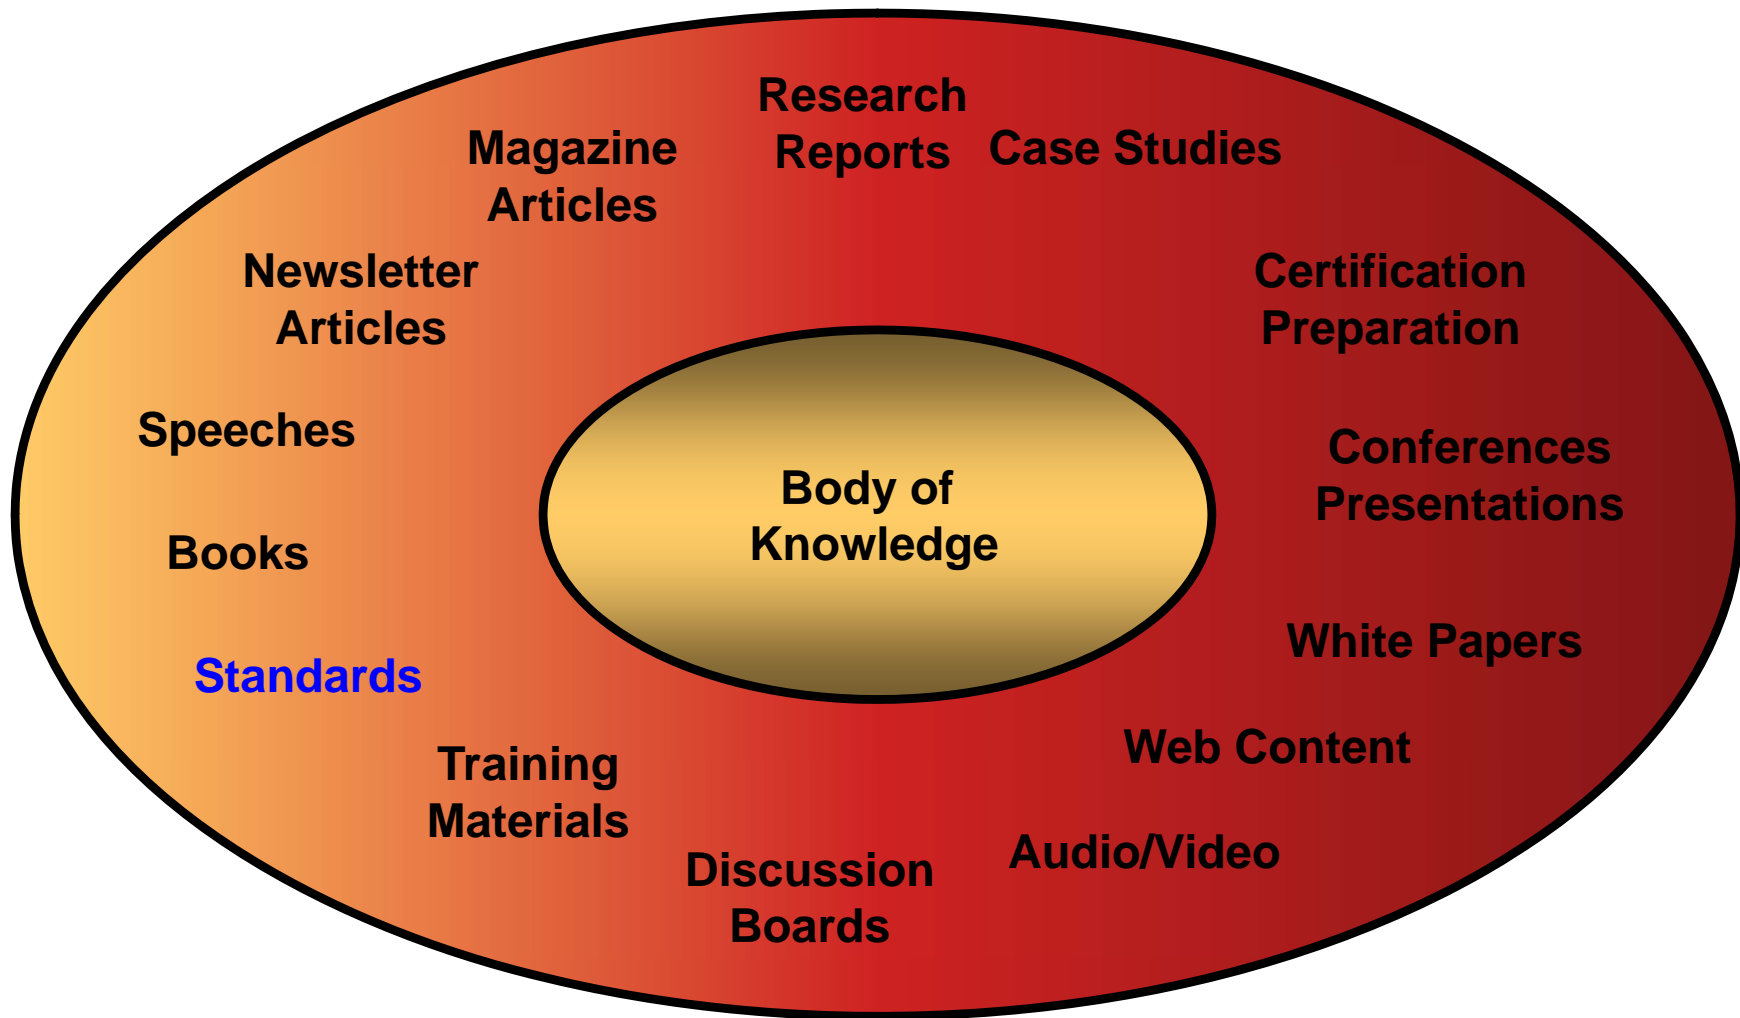 Research
Reports
Case Studies
Magazine
Articles
Newsletter
Articles
Certification
Preparation
Speeches
Conferences
Presentations
Body of
Knowledge
Books
White Papers
Standards
Web Content
Training
Materials
Audio/Video
Discussion
Boards